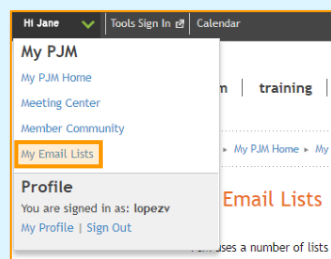 Hi Jane Tools Sign In Calendar
My PJM
My PJM Home
Meeting Center
Member Community
My Email Lists
Profile
You are signed in as: lopezv
My Profile | Sign Out
training
My PJM Home ▸ My
Email Lists
uses a number of lists